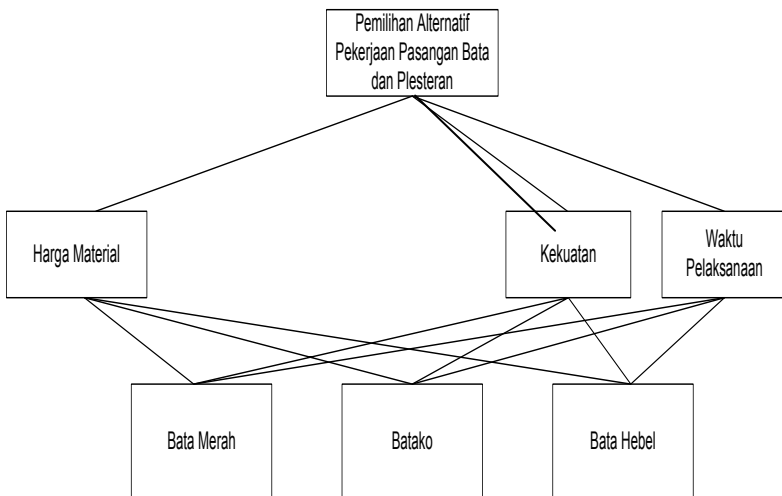 Pemilihan Alternatif
Pekerjaan Pasangan Bata
dan Plesteran
Harga Material
Kekuatan
Waktu
Pelaksanaan
Bata Merah
Batako
Bata Hebel